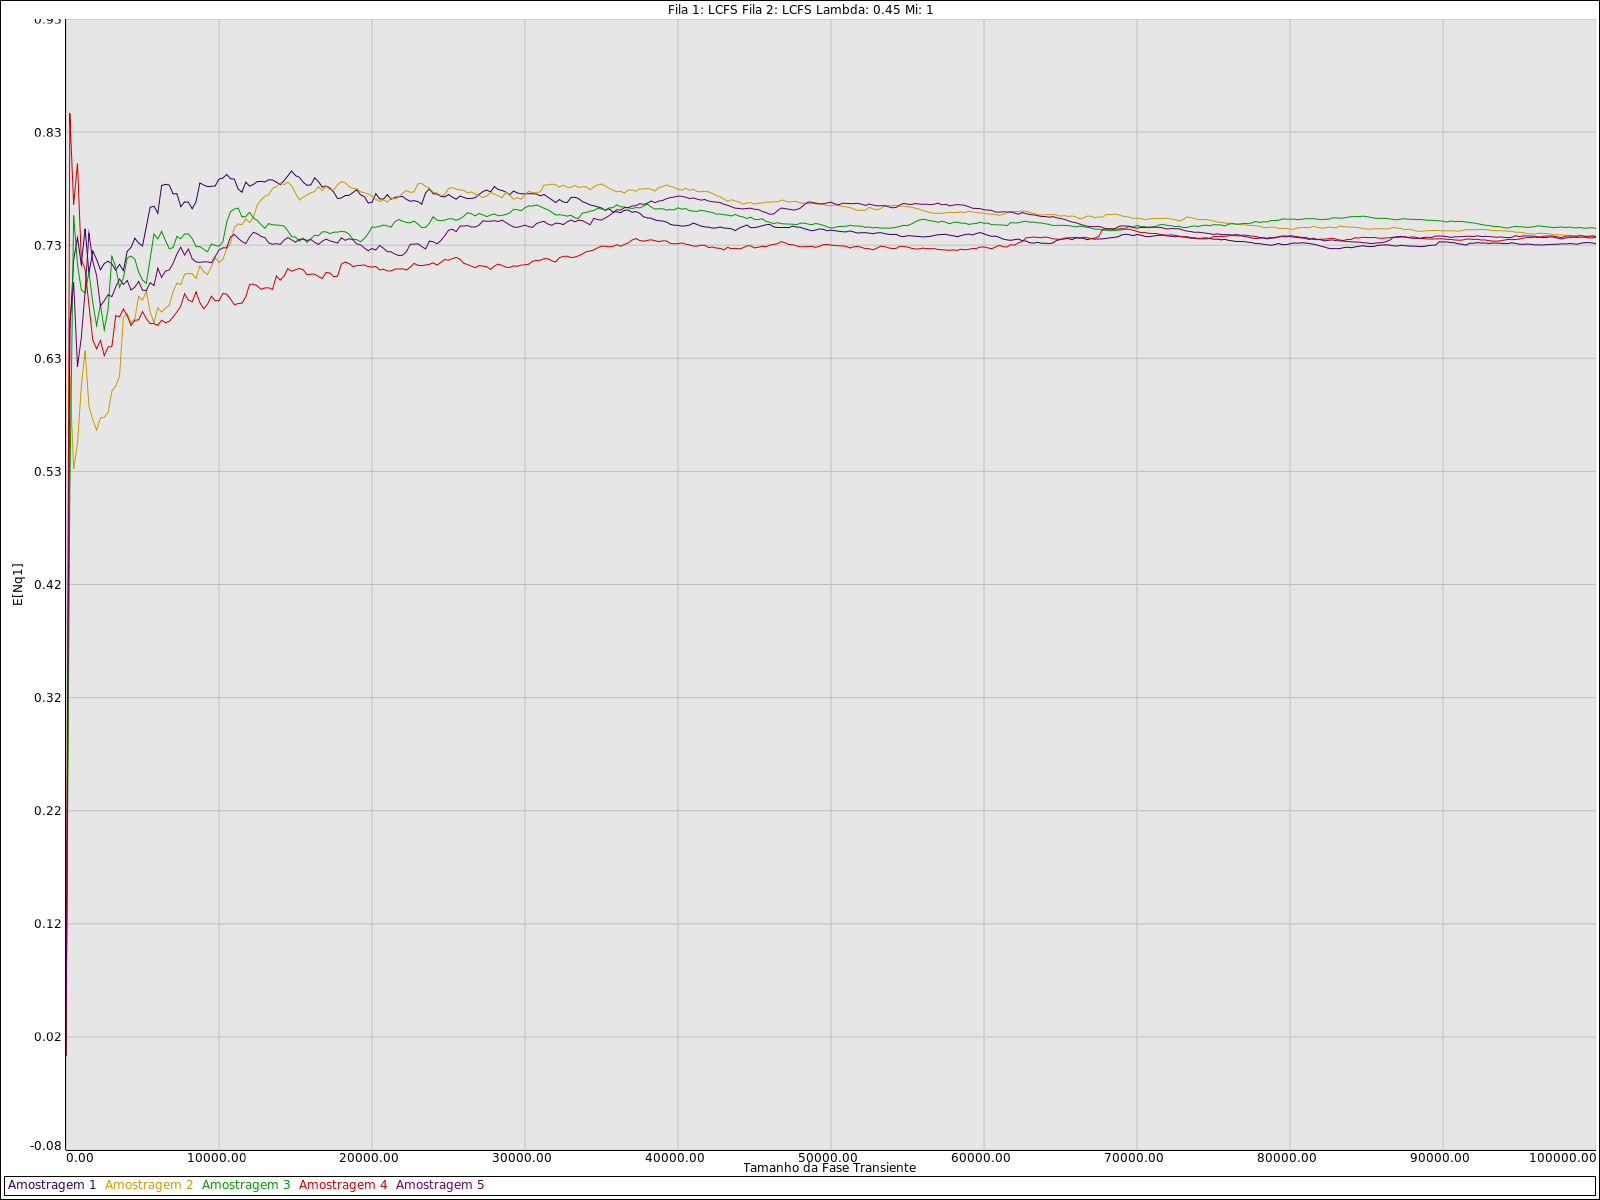 Fila 1: LCFS Fila 2: LCFS Lambda: 0.45 Mi: 1
0.93
0.83
0.73
0.63
0.53
0.42
0.32
0.22
0.12
0.02
-0.08
E[Nq1]
0.00 10000.00 20000.00 30000.00 40000.00 50000.00 60000.00 70000.00 80000.00 90000.00 100000.00
Tamanho da Fase Transiente
Amostragem 1 Amostragem 2 Amostragem 3 Amostragem 4 Amostragem 5